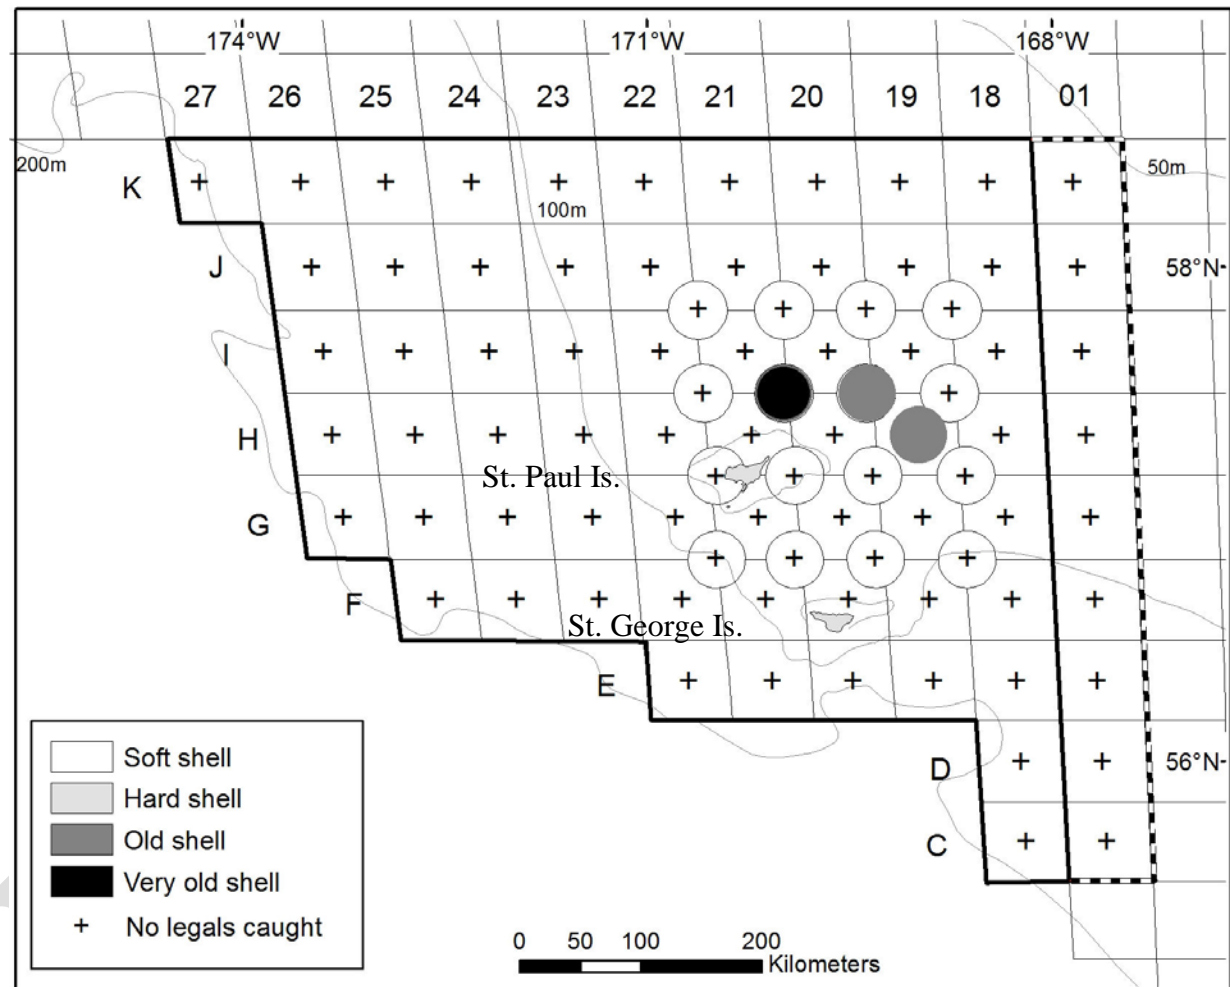 174°W 171°W 168°W
27 26 25 24 23 22 21 20 19 18 01
200m 50m
K
100m
J 58°N
I
H
St. Paul Is.
G
F
St. George Is.
E
Soft shell
D 56°N
Hard shell
Old shell
C
Very old shell
No legals caught
0 50 100 200
Kilometers